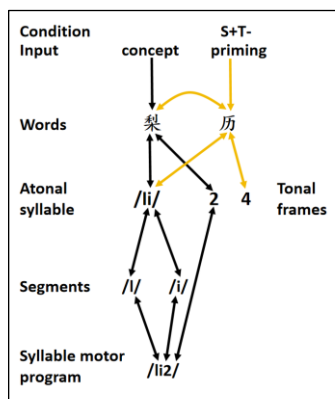 Condition
Input
concept
S+T-
priming
Words
梨
历
Atonal
syllable
/li/
2
4
Tonal
frames
Segments
/l/
/i/
Syllable motor
program
/li2/